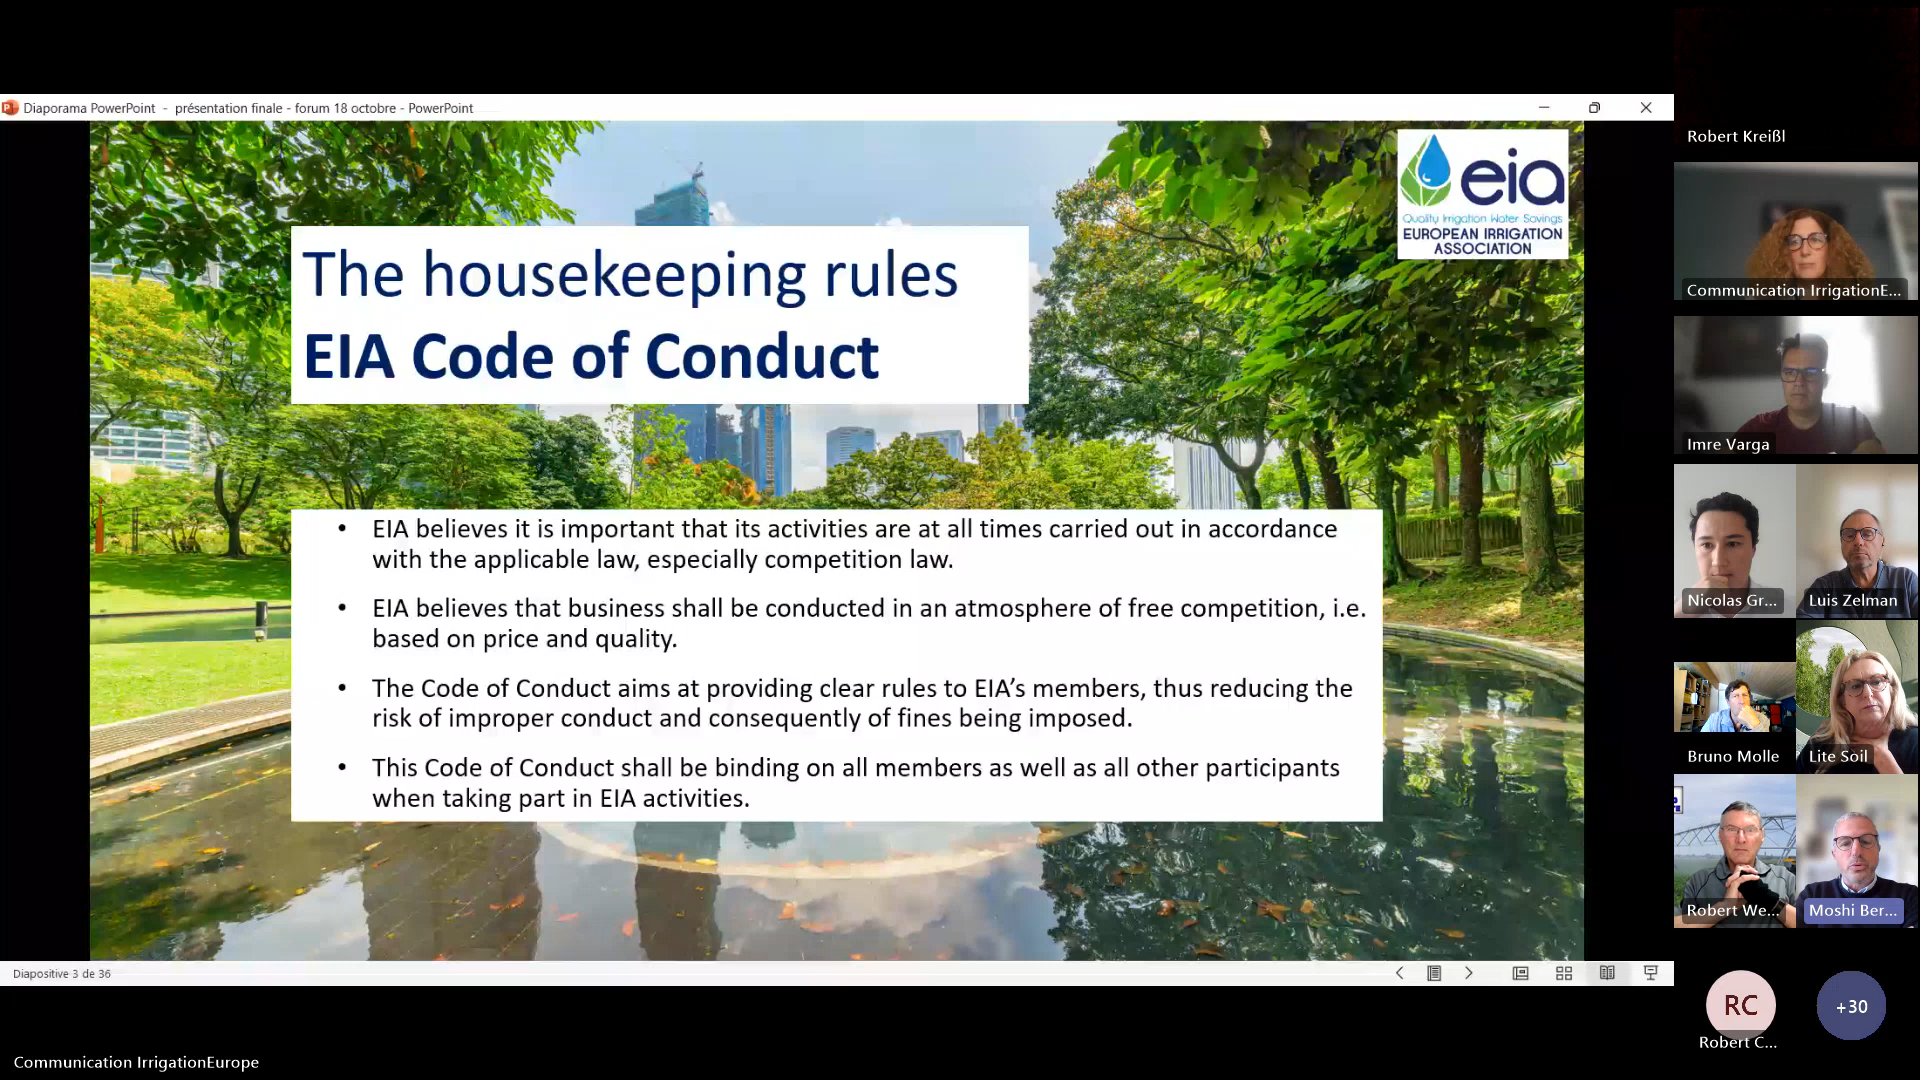 Diaporama PowerPoint - présentation finale - forum 18 octobre - PowerPoint
eia
Quality Irrigation Water Savings
EUROPEAN IRRIGATION
ASSOCIATION
The housekeeping rules
EIA Code of Conduct
• EIA believes it is important that its activities are at all times carried out in accordance
with the applicable law, especially competition law.
• EIA believes that business shall be conducted in an atmosphere of free competition, i.e.
based on price and quality.
• The Code of Conduct aims at providing clear rules to EIA’s members, thus reducing the
risk of improper conduct and consequently of fines being imposed.
• This Code of Conduct shall be binding on all members as well as all other participants
when taking part in EIA activities.
Diapositive 3 de 36
Communication IrrigationEurope
Robert Kreißl
Communication IrrigationE...
Imre Varga
Nicolas Gr...
Luis Zelman
Bruno Molle
Lite Soil
Robert We...
Moshi Ber...
RC
Robert C...
+30